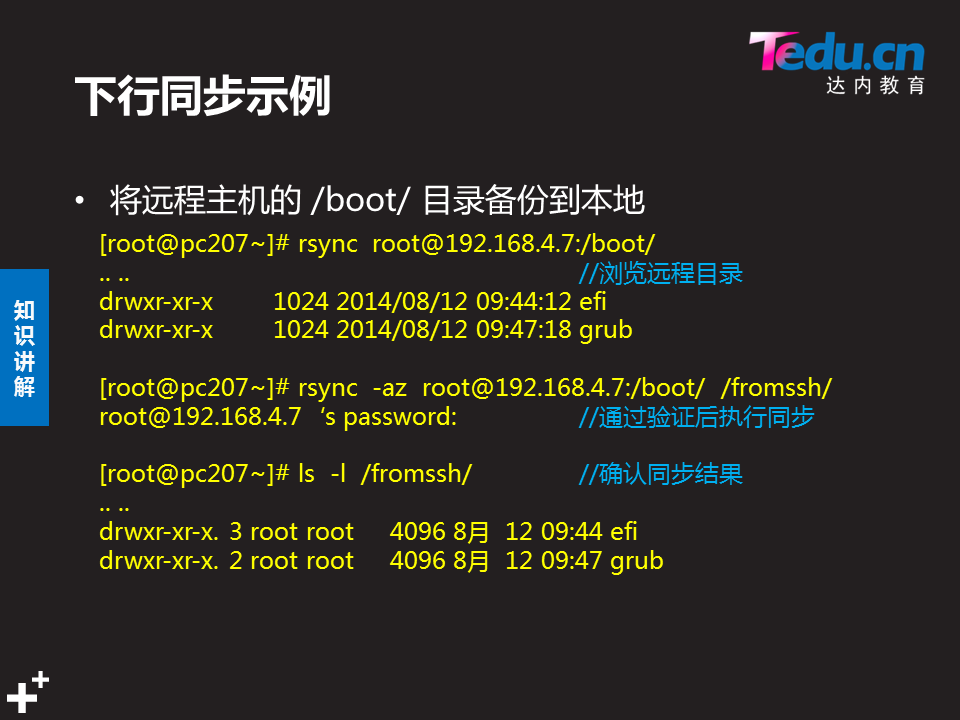 Tedu.cn
达内教育
下行同步示例
• 将远程主机的 /boot/ 目录备份到本地
[root@pc207~]# rsync  root@192.168.4.7:/boot/
.. .. //浏览远程目录
drwxr-xr-x 1024 2014/08/12 09:44:12 efi
drwxr-xr-x 1024 2014/08/12 09:47:18 grub
[root@pc207~]# rsync  -az  root@192.168.4.7:/boot/  /fromssh/
root@192.168.4.7  ‘s password: //通过验证后执行同步
[root@pc207~]# ls  -l  /fromssh/ //确认同步结果
.. ..
drwxr-xr-x.  3 root root 4096 8月  12 09:44 efi
drwxr-xr-x.  2 root root 4096 8月  12 09:47 grub
知识讲解